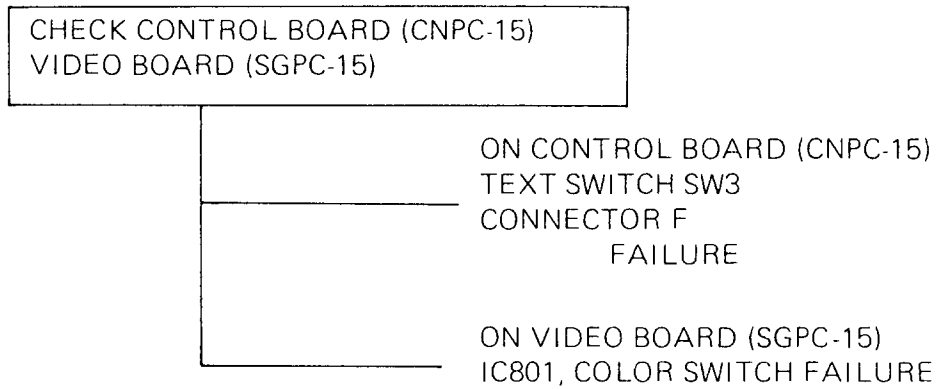 CHECK CONTROL BOARD (CNPC-15)
VIDEO BOARD (SGPC-15)
ON CONTROL BOARD (CNPC-15)
TEXT SWITCH SW3
CONNECTOR F
FAILURE
ON VIDEO BOARD (SGPC-15)
IC801, COLOR SWITCH FAILURE